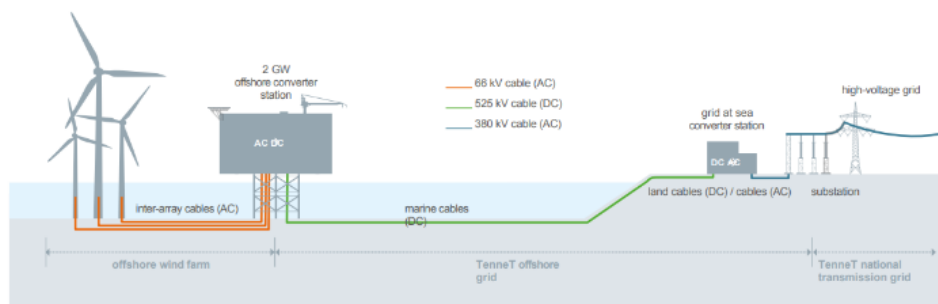 2 GW
offshore converter
station
66 kV cable (AC)
525 kV cable (DC)
380 kV cable (AC)
high-voltage grid
grid at sea
converter station
AC DC
DC AC
inter-array cables (AC)
marine cables
(DC)
land cables (DC) / cables (AC)
substation
offshore wind farm
TenneT offshore
grid
TenneT national
transmission grid